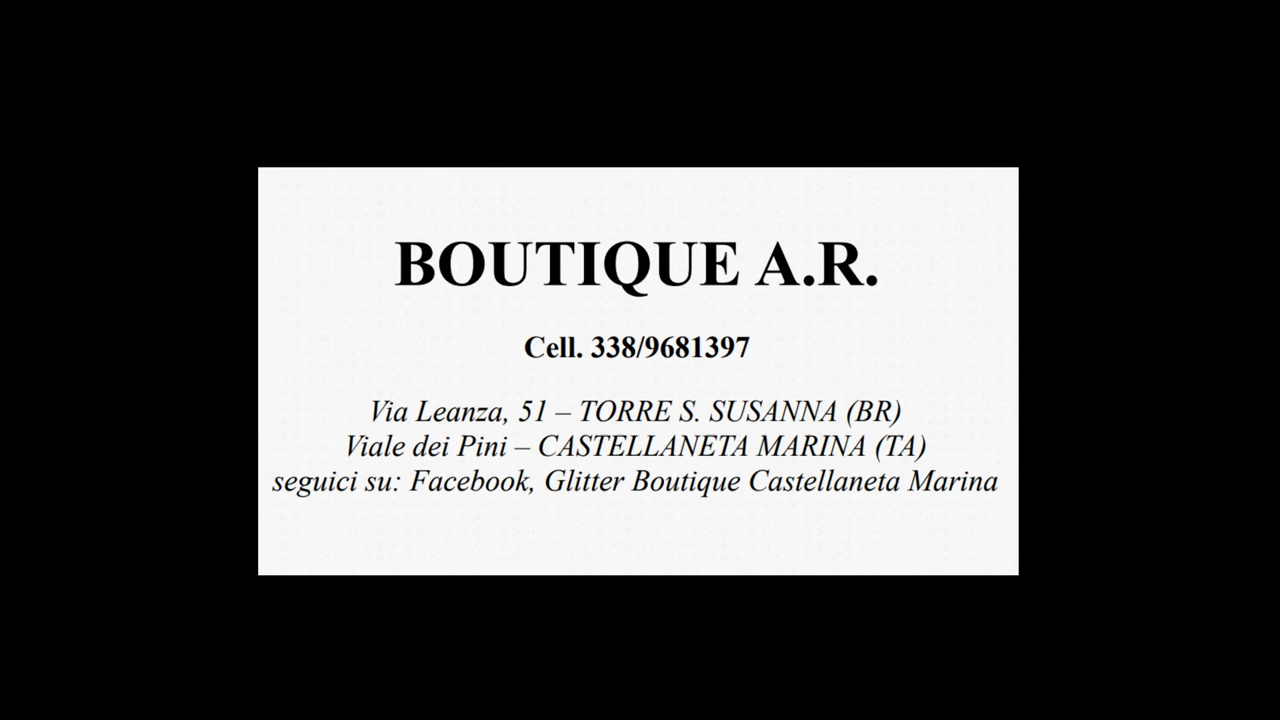 BOUTIQUE A.R.
Cell. 338/9681397
Via Leanza, 51 – TORRE S. SUSANNA (BR)
Viale dei Pini – CASTELLANETA MARINA (TA)
seguici su: Facebook, Glitter Boutique Castellaneta Marina